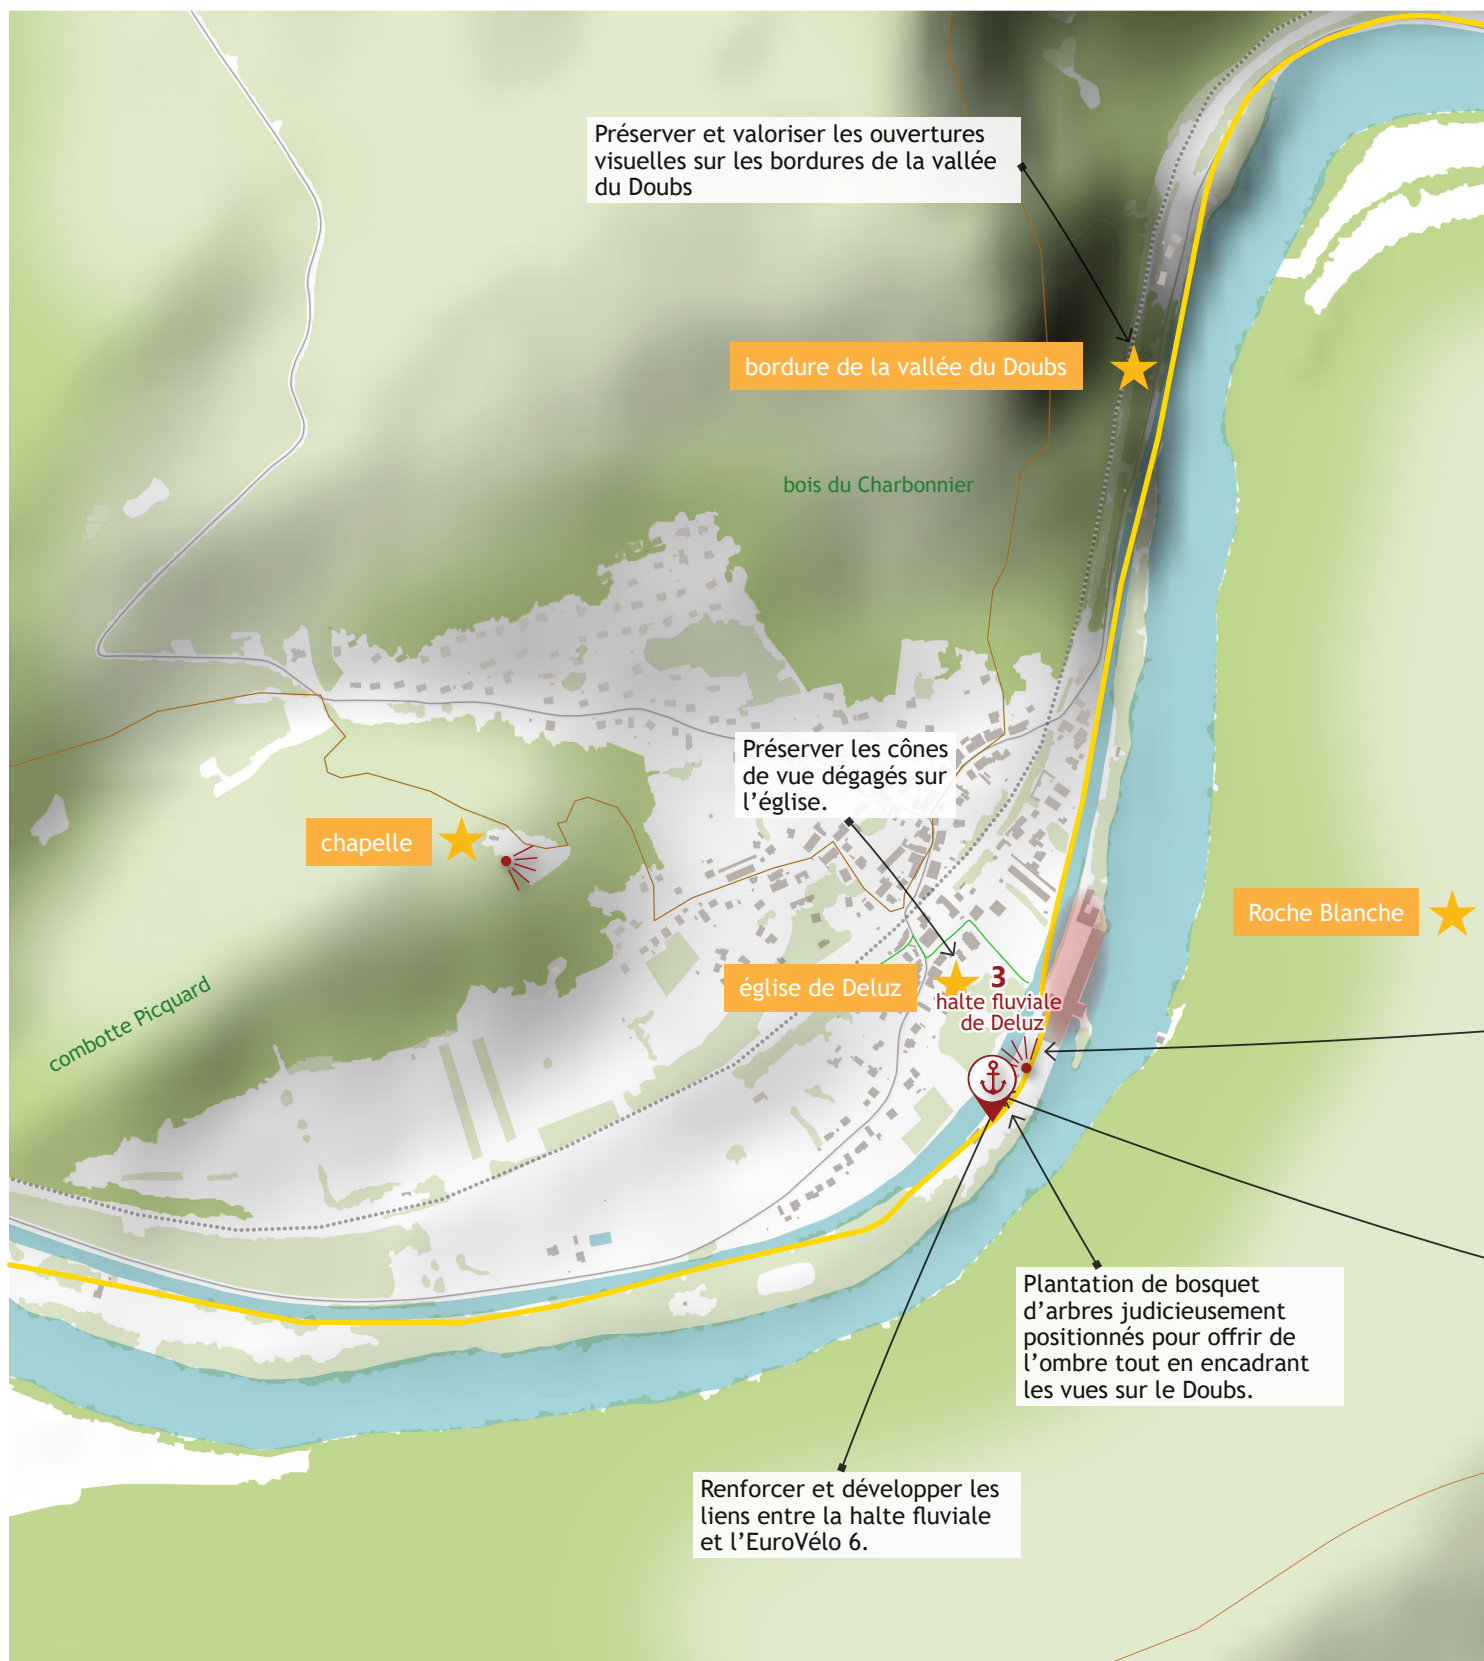 Préserver et valoriser les ouvertures
visuelles sur les bordures de la vallée
du Doubs
bordure de la vallée du Doubs
bois du Charbonnier
Préserver les cônes
de vue dégagés sur
l’église.
chapelle
Roche Blanche
église de Deluz
3
halte fluviale
de Deluz
combotte Picquard
Plantation de bosquet
d’arbres judicieusement
positionnés pour offrir de
l’ombre tout en encadrant
les vues sur le Doubs.
Renforcer et développer les
liens entre la halte fluviale
et l’EuroVélo 6.